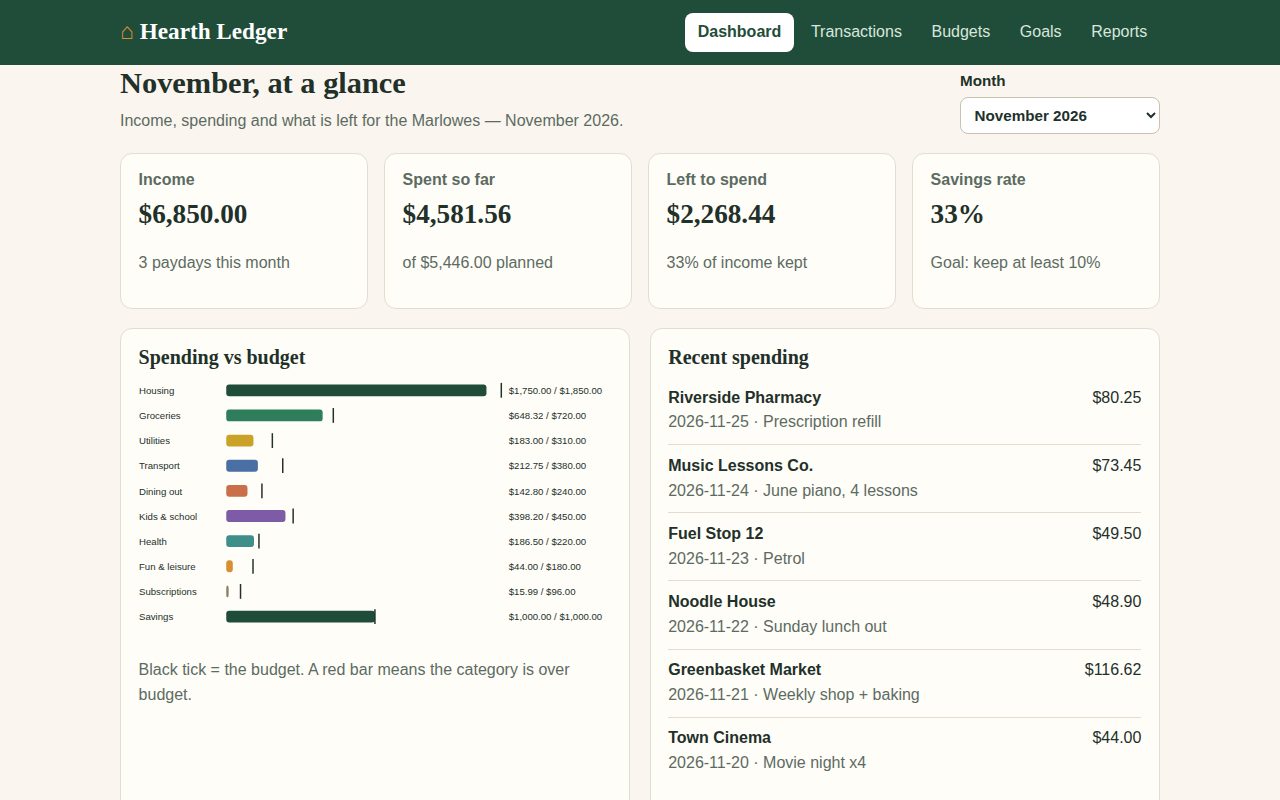 ⌂ Hearth Ledger
Dashboard
Transactions
Budgets
Goals
Reports
November, at a glance
Income, spending and what is left for the Marlowes — November 2026.
Month
November 2026
Income
$6,850.00
3 paydays this month
Spent so far
$4,581.56
of $5,446.00 planned
Left to spend
$2,268.44
33% of income kept
Savings rate
33%
Goal: keep at least 10%
Spending vs budget
Housing $1,750.00 / $1,850.00
Groceries $648.32 / $720.00
Utilities $183.00 / $310.00
Transport $212.75 / $380.00
Dining out $142.80 / $240.00
Kids & school $398.20 / $450.00
Health $186.50 / $220.00
Fun & leisure $44.00 / $180.00
Subscriptions $15.99 / $96.00
Savings $1,000.00 / $1,000.00
Black tick = the budget. A red bar means the category is over
budget.
Recent spending
Riverside Pharmacy $80.25
2026-11-25 · Prescription refill
Music Lessons Co. $73.45
2026-11-24 · June piano, 4 lessons
Fuel Stop 12 $49.50
2026-11-23 · Petrol
Noodle House $48.90
2026-11-22 · Sunday lunch out
Greenbasket Market $116.62
2026-11-21 · Weekly shop + baking
Town Cinema $44.00
2026-11-20 · Movie night x4